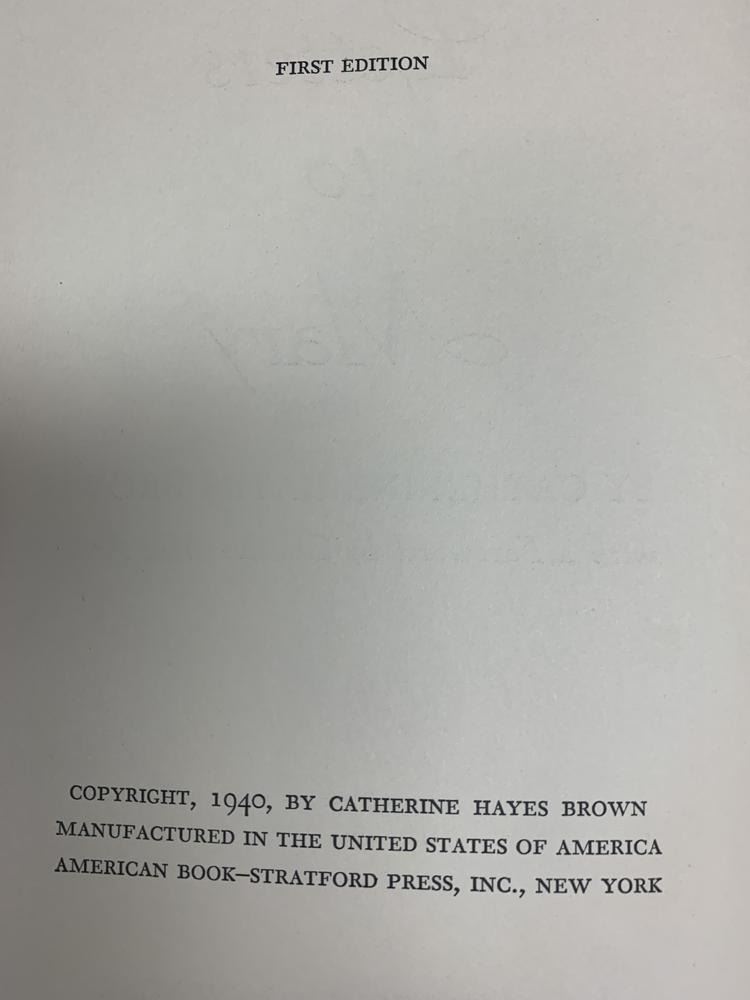 FIRST EDITION
COPYRIGHT, 1940, BY CATHERINE HAYES BROWN
MANUFACTURED IN THE UNITED STATES OF AMERICA
AMERICAN BOOK—STRATFORD PRESS, INC., NEW YORK